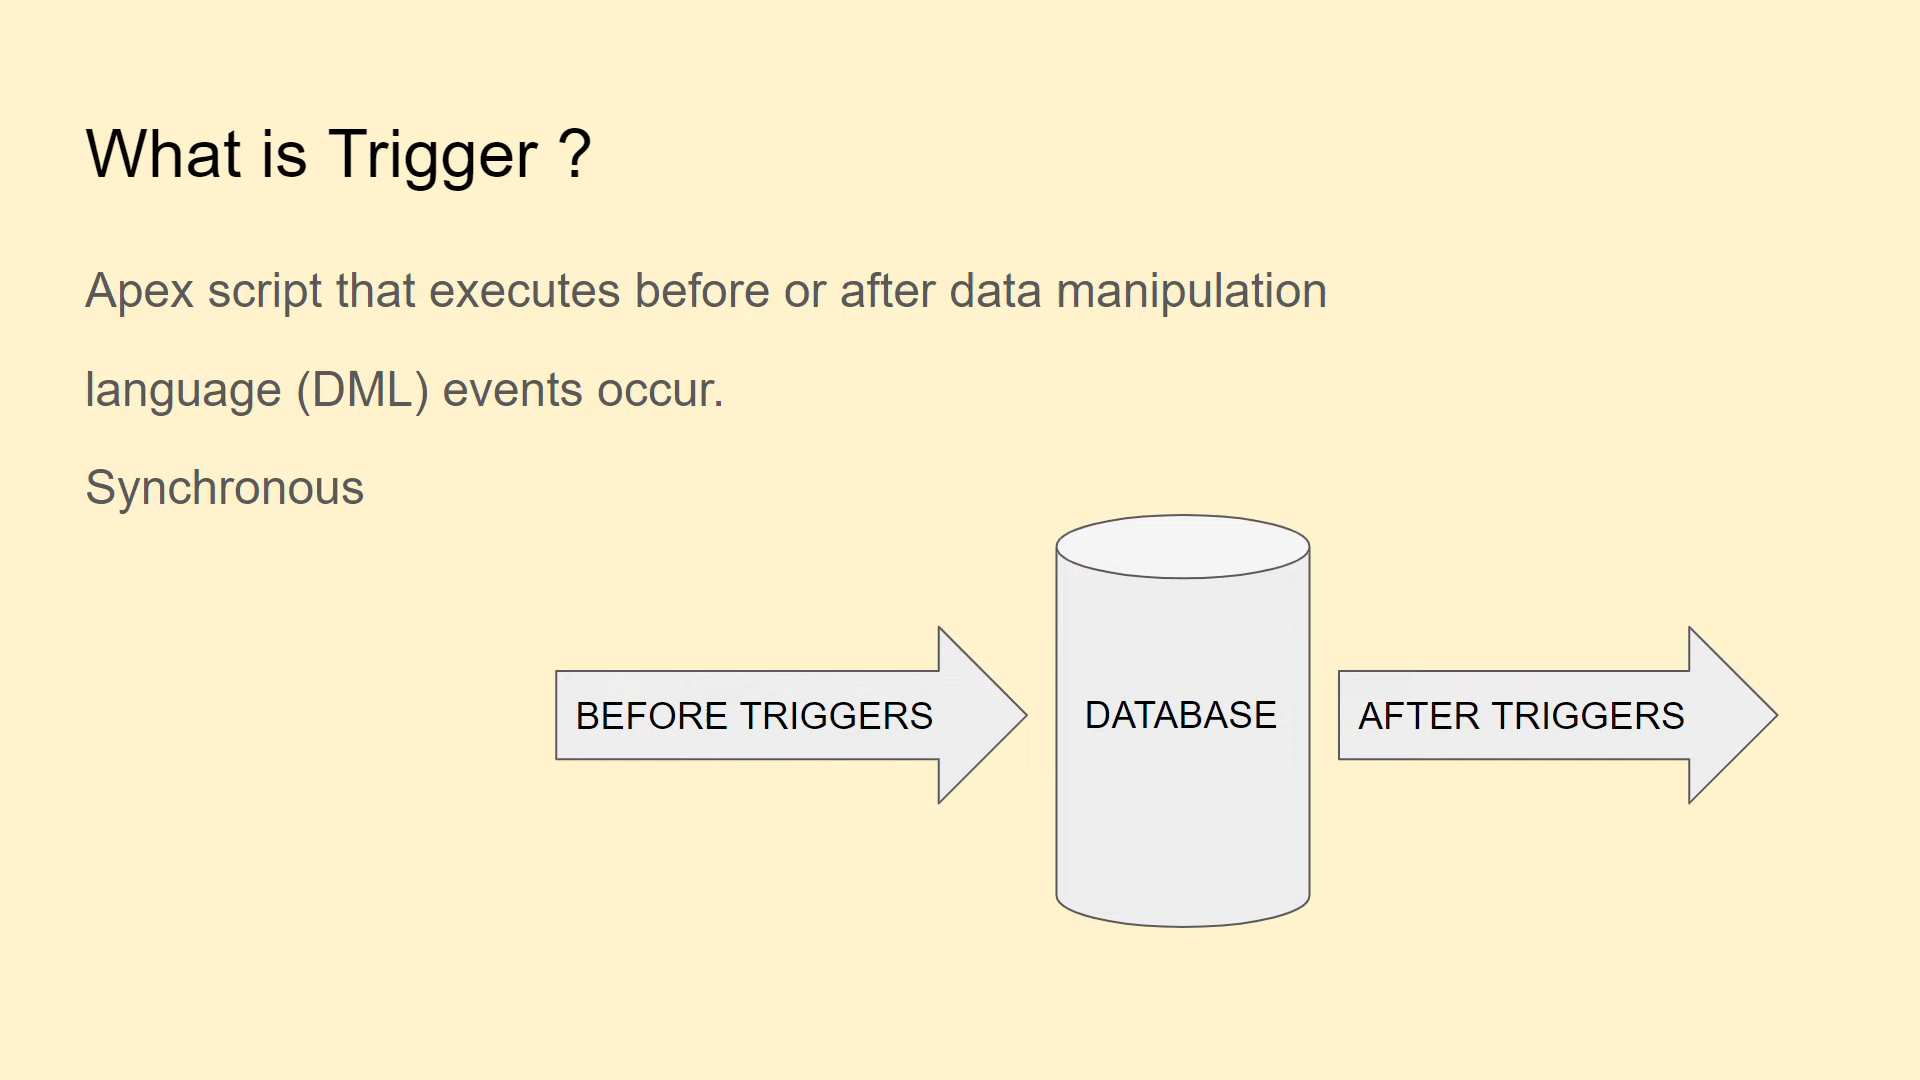 What is Trigger ?
Apex script that executes before or after data manipulation
language (DML) events occur.
Synchronous
BEFORE TRIGGERS
DATABASE
AFTER TRIGGERS